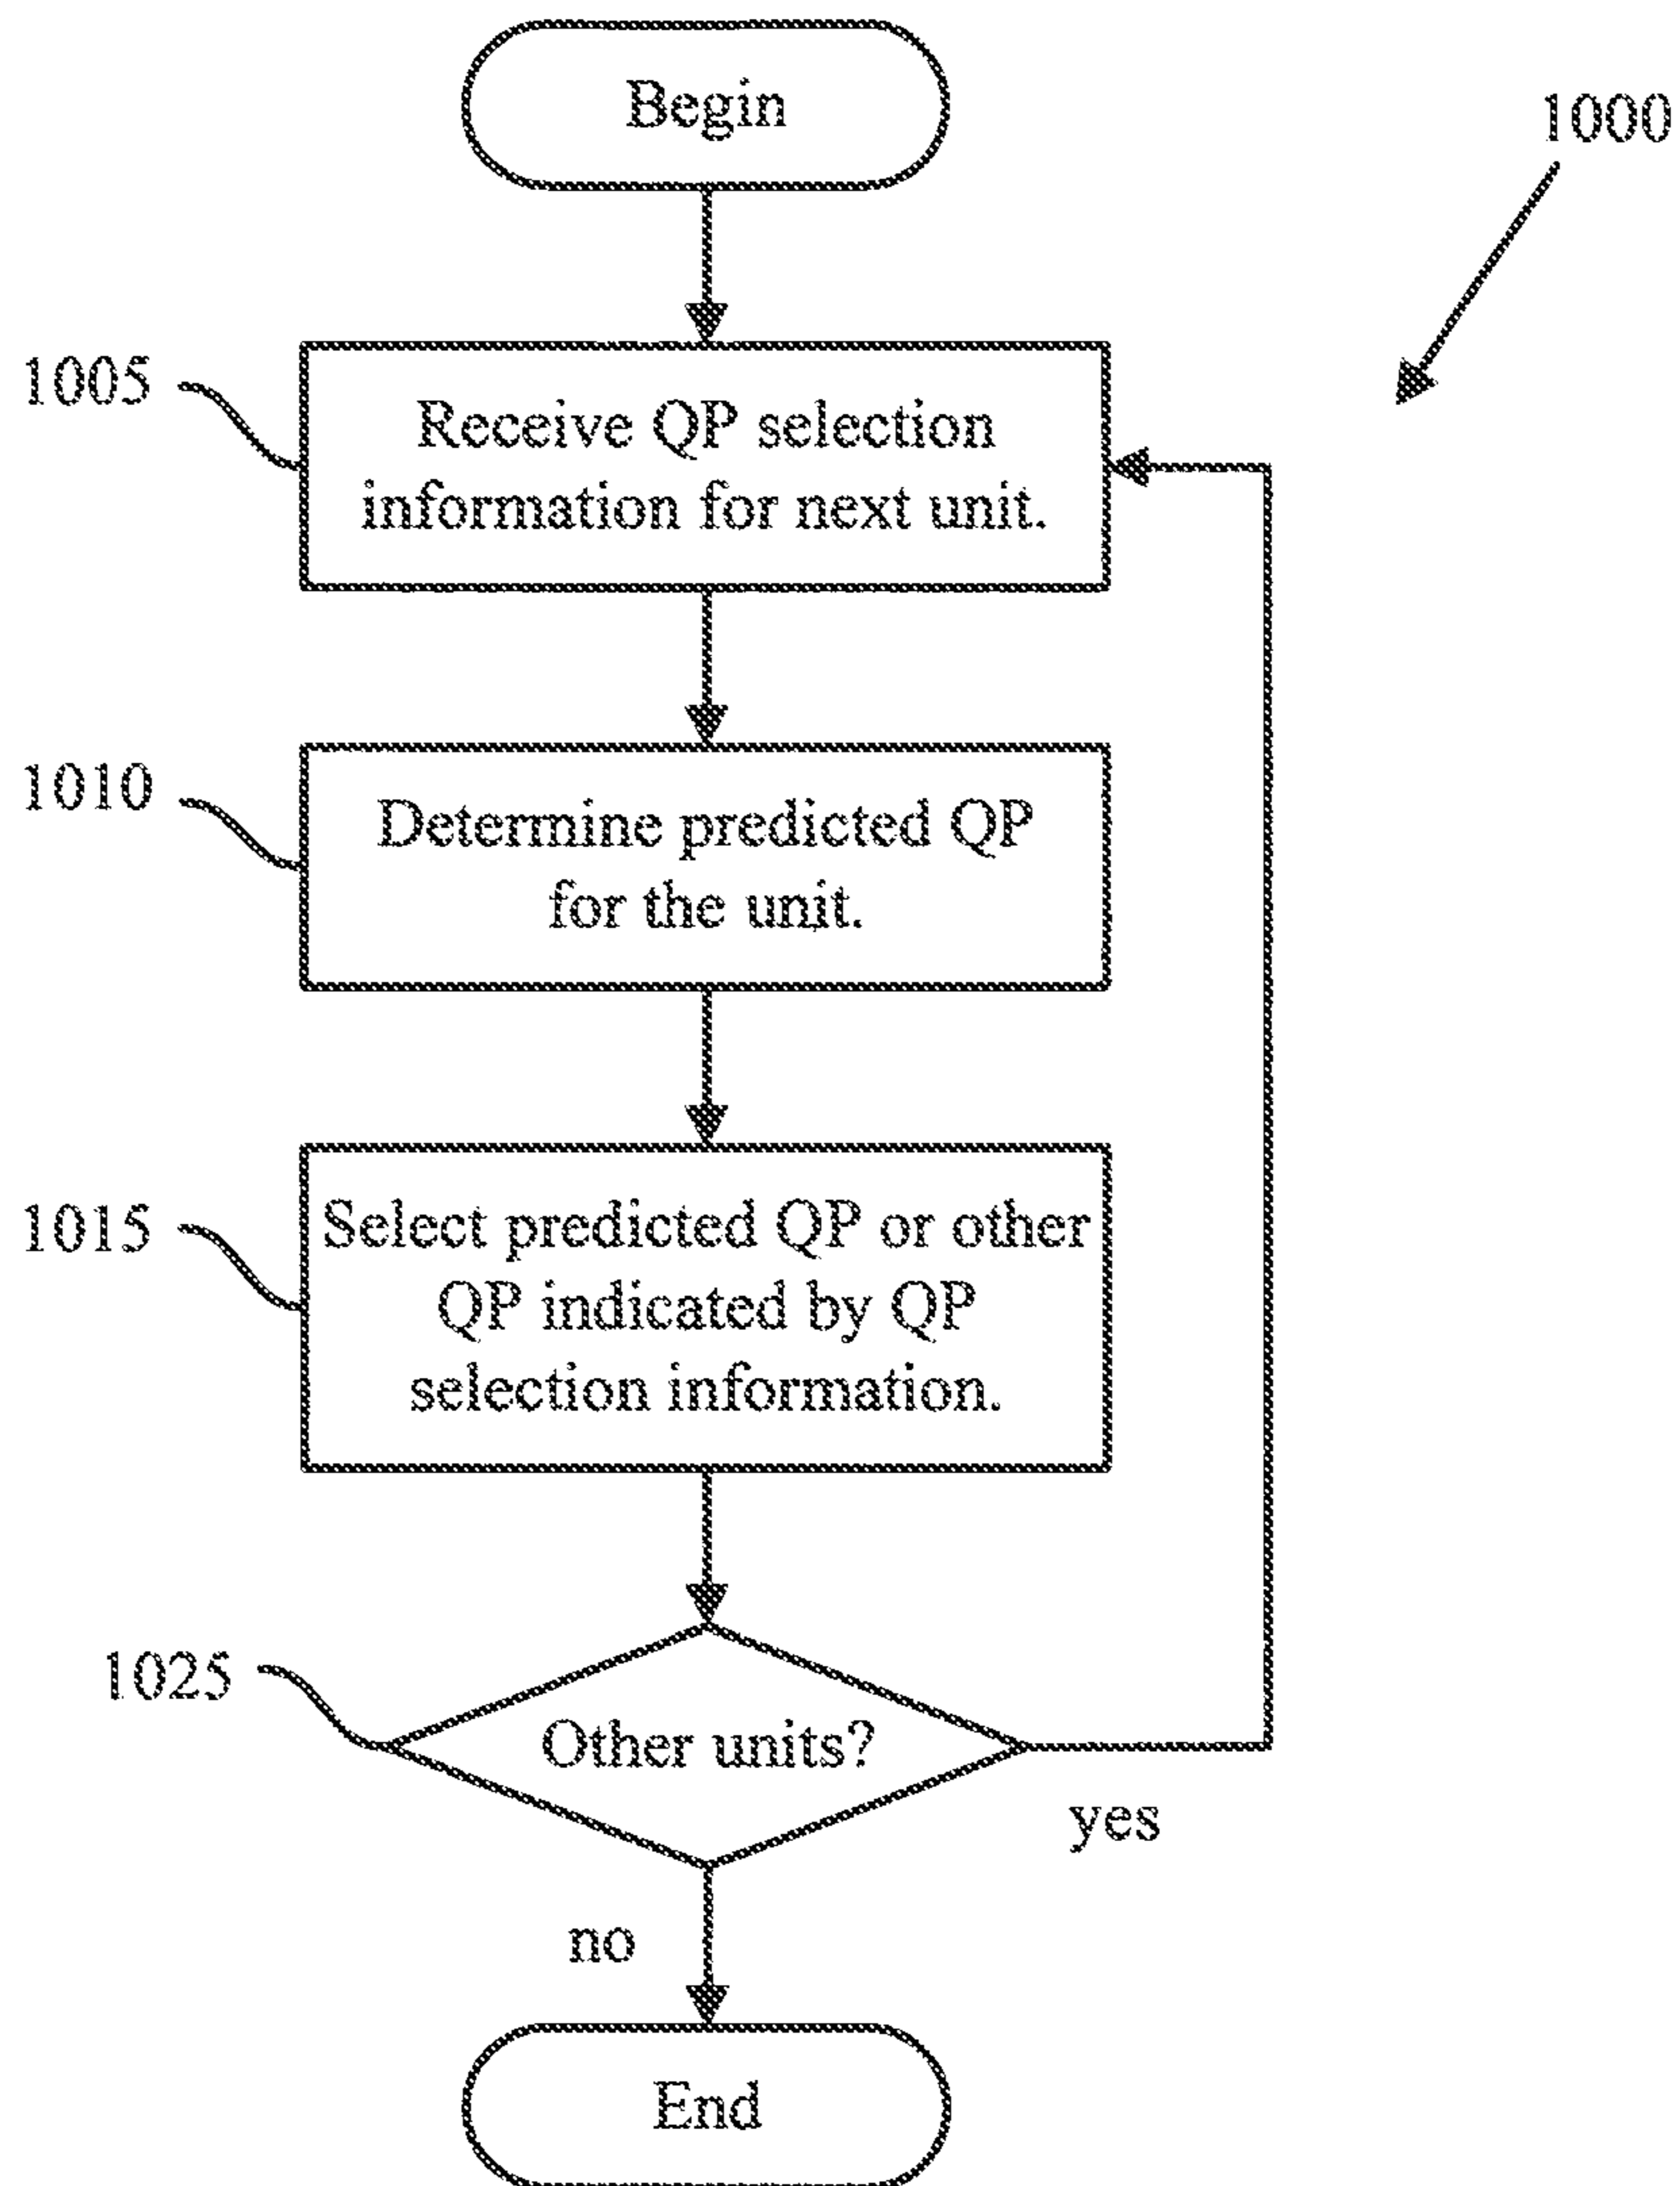 Begin
1000
1005
Receive QP selection
information for next unit.
1010
Determine predicted QP
for the unit.
1015
Select predicted QP or other
QP indicated by QP
selection information.
1025
Other units?
yes
no
End